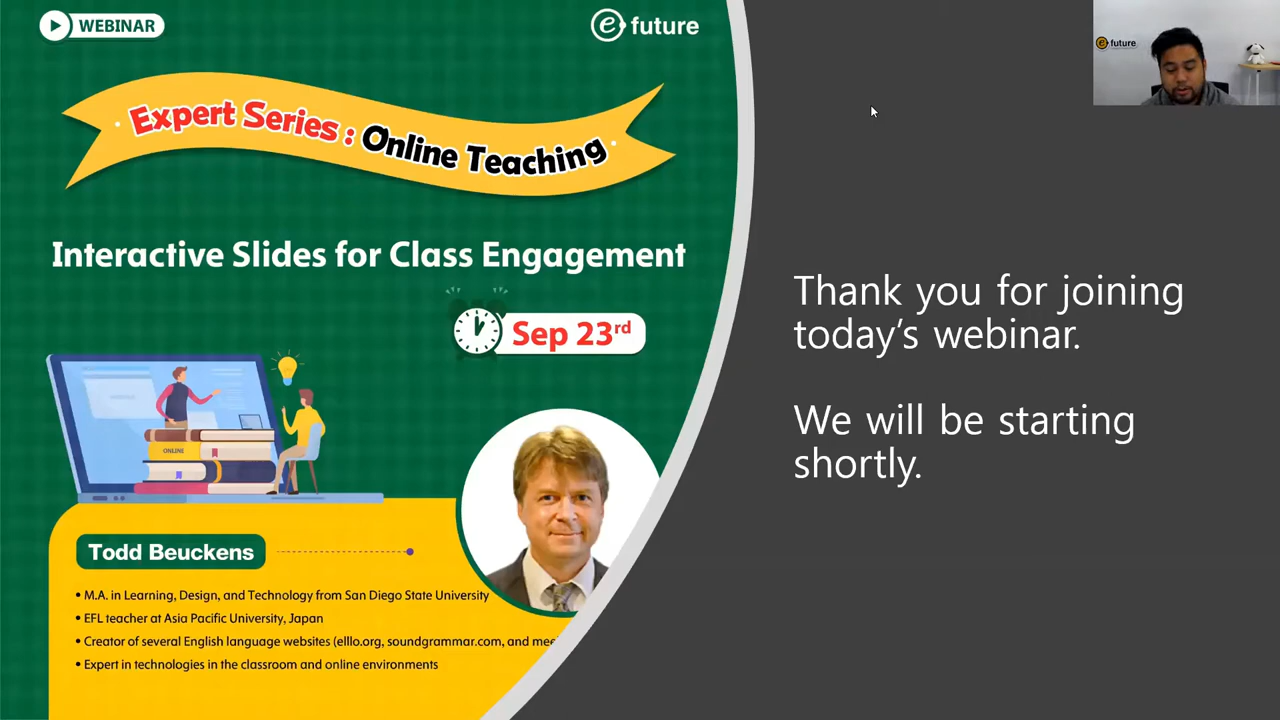 WEBINAR
e future
Expert Series : Online Teaching
Interactive Slides for Class Engagement
Sep 23rd
ONLINE
Todd Beuckens
• M.A. in Learning, Design, and Technology from San Diego State University
• EFL teacher at Asia Pacific University, Japan
• Creator of several English language websites (elllo.org, soundgrammar.com, and
• Expert in technologies in the classroom and online environments
Thank you for joining
today's webinar.
We will be starting
shortly.
e future